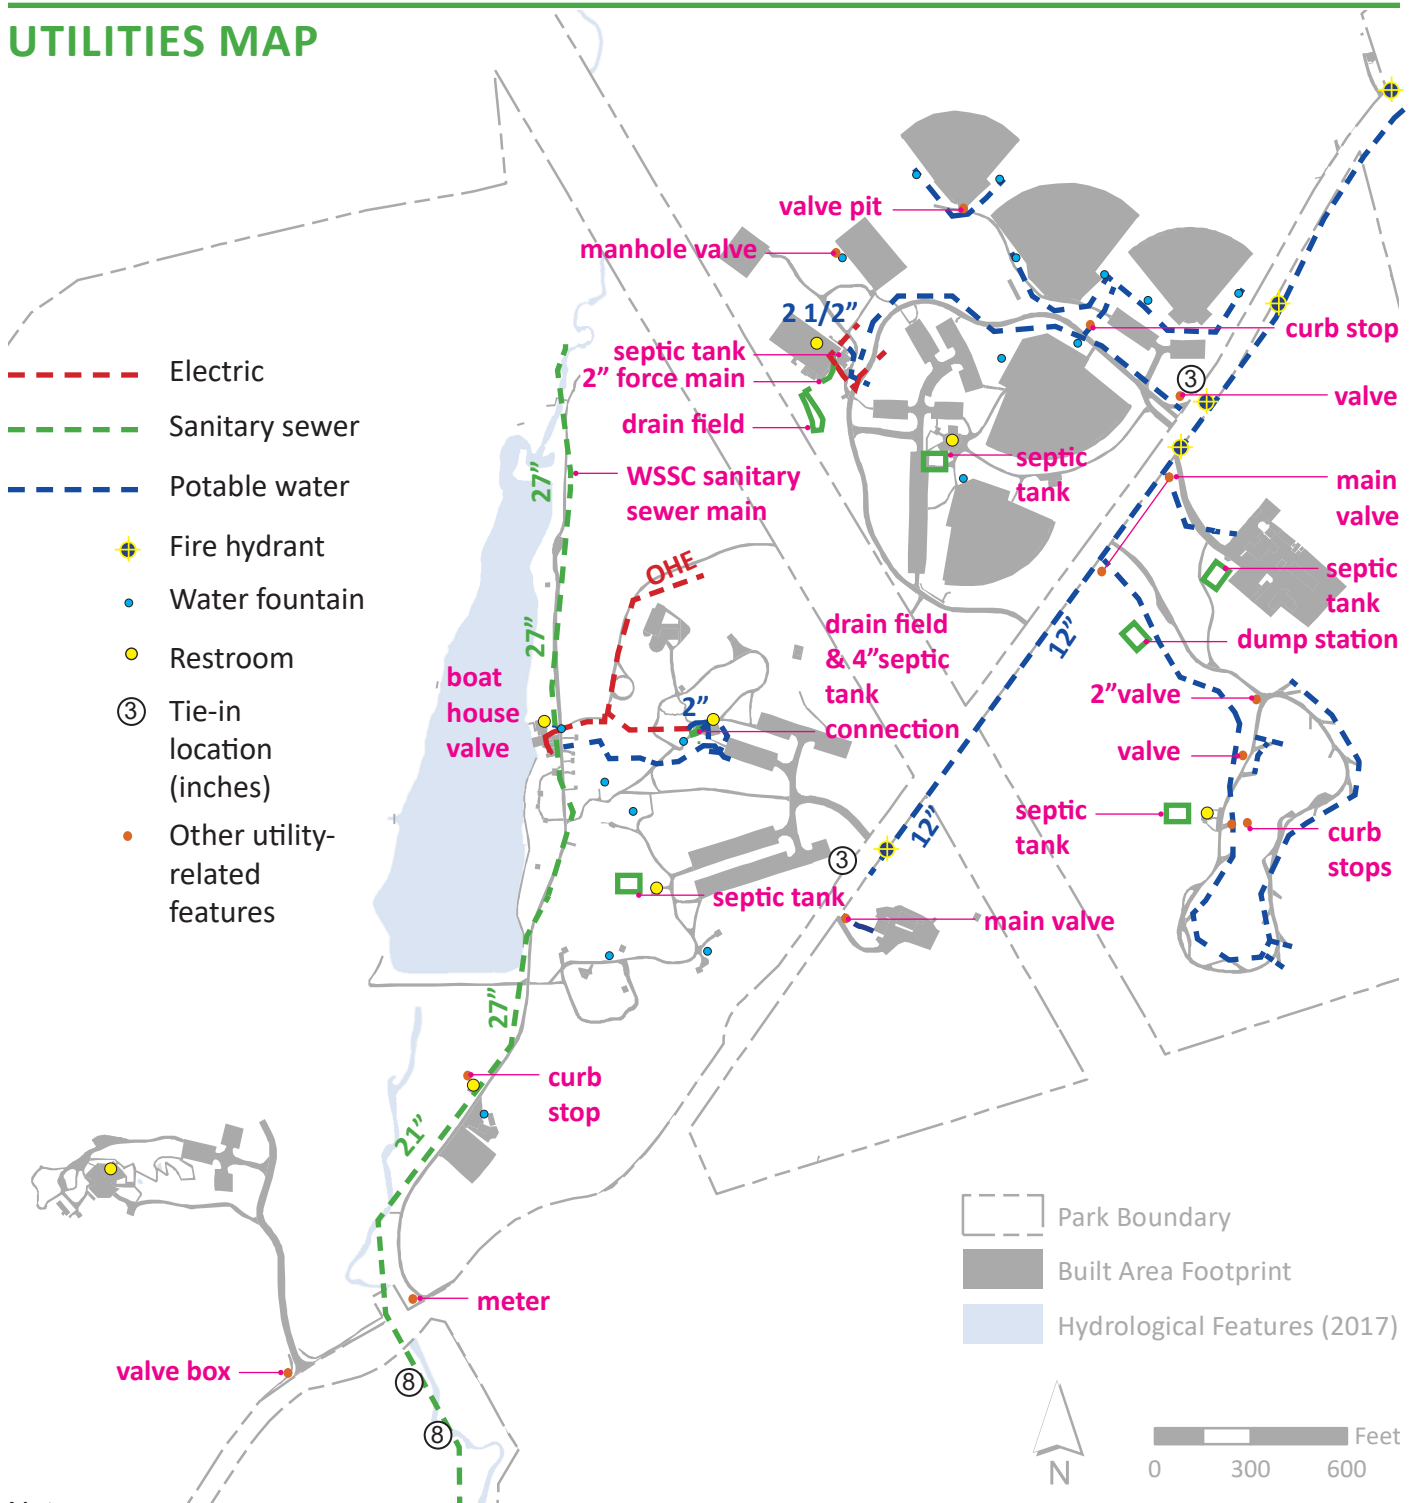 UTILITIES MAP
valve pit
manhole valve
2 1/2”
septic tank
2” force main
drain field
curb stop
3
valve
septic
tank
main
valve
septic
tank
dump station
Electric
Sanitary sewer
Potable water
Fire hydrant
Water fountain
Restroom
3
Tie-in
location
(inches)
Other utility-
related
features
27”
WSSC sanitary
sewer main
OHE
27”
boat
house
valve
2”
drain field
& 4”septic
tank
connection
12”
2”valve
valve
septic
tank
curb
stops
12”
3
septic tank
main valve
27”
curb
stop
21”
meter
valve box
8
8
Park Boundary
Built Area Footprint
Hydrological Features (2017)
N
Feet
0 300 600